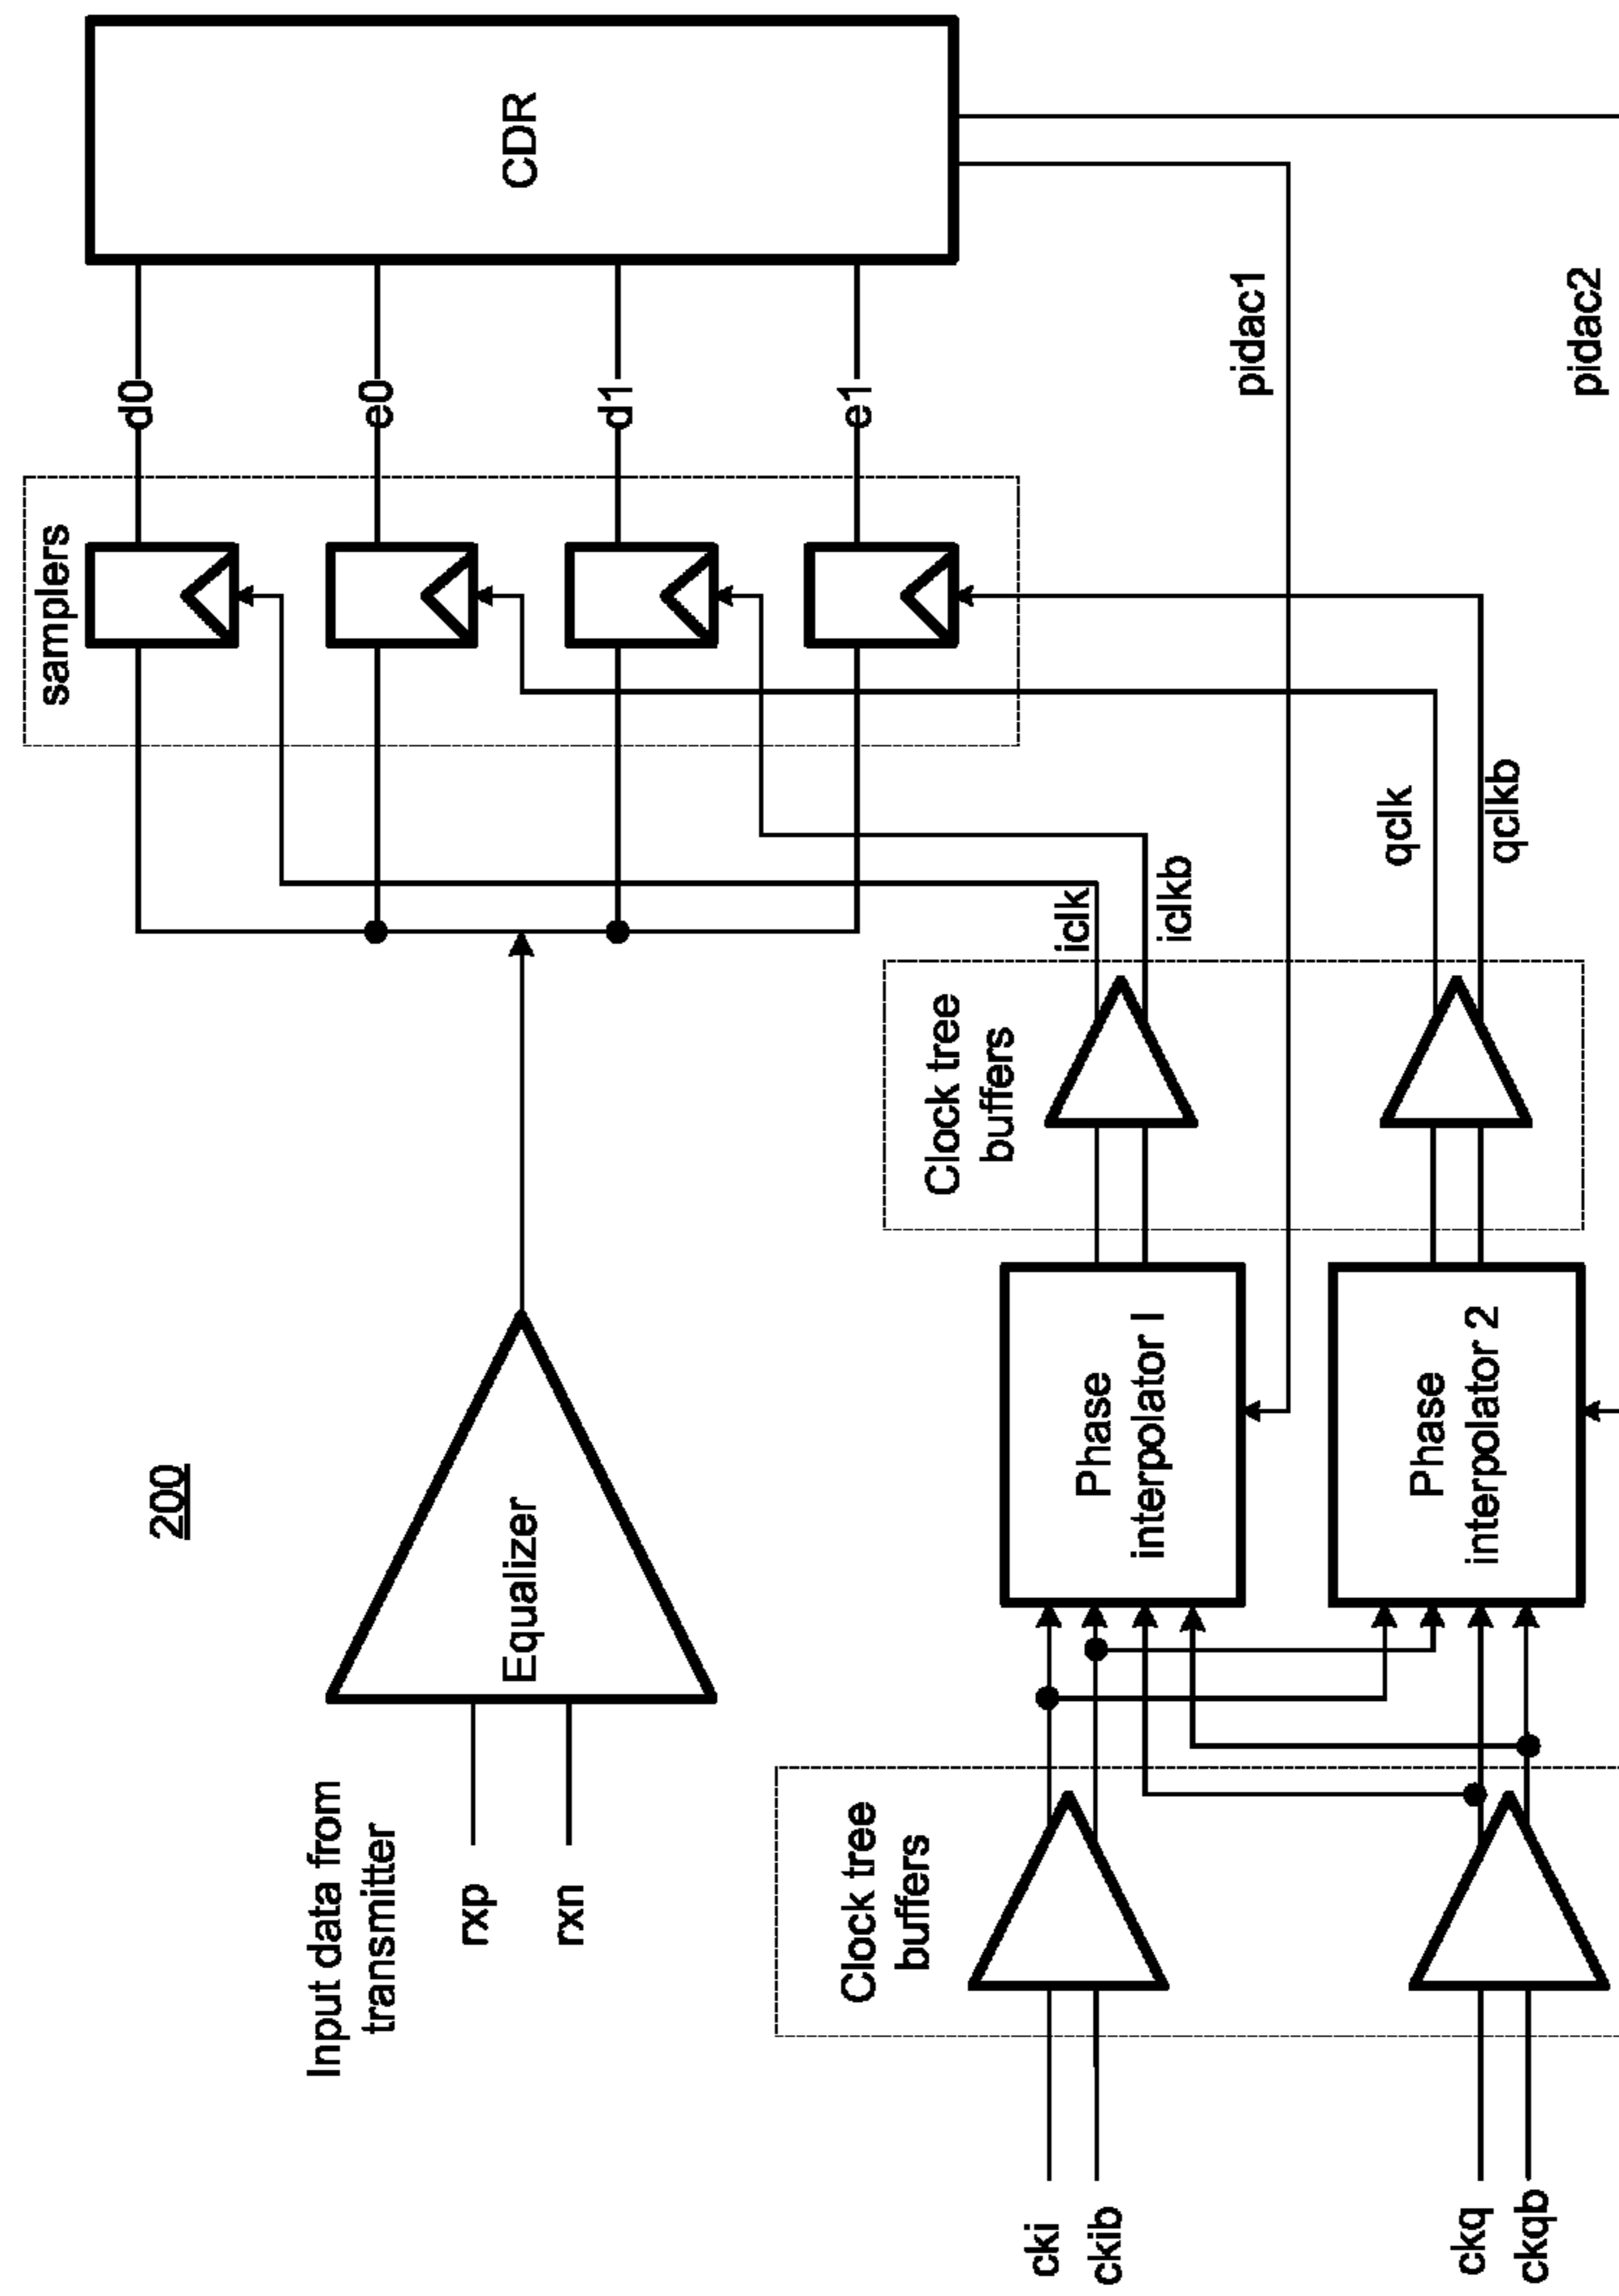 200
Input data from
transmitter
rxp
rxn
Equalizer
samplers
d0
e0
d1
e1
CDR
Clock tree
buffers
cki
ckib
ckq
ckqb
Phase
interpolator I
Phase
interpolator 2
Clock tree
buffers
iclk
iclkb
qclk
qclkb
pidac1
pidac2